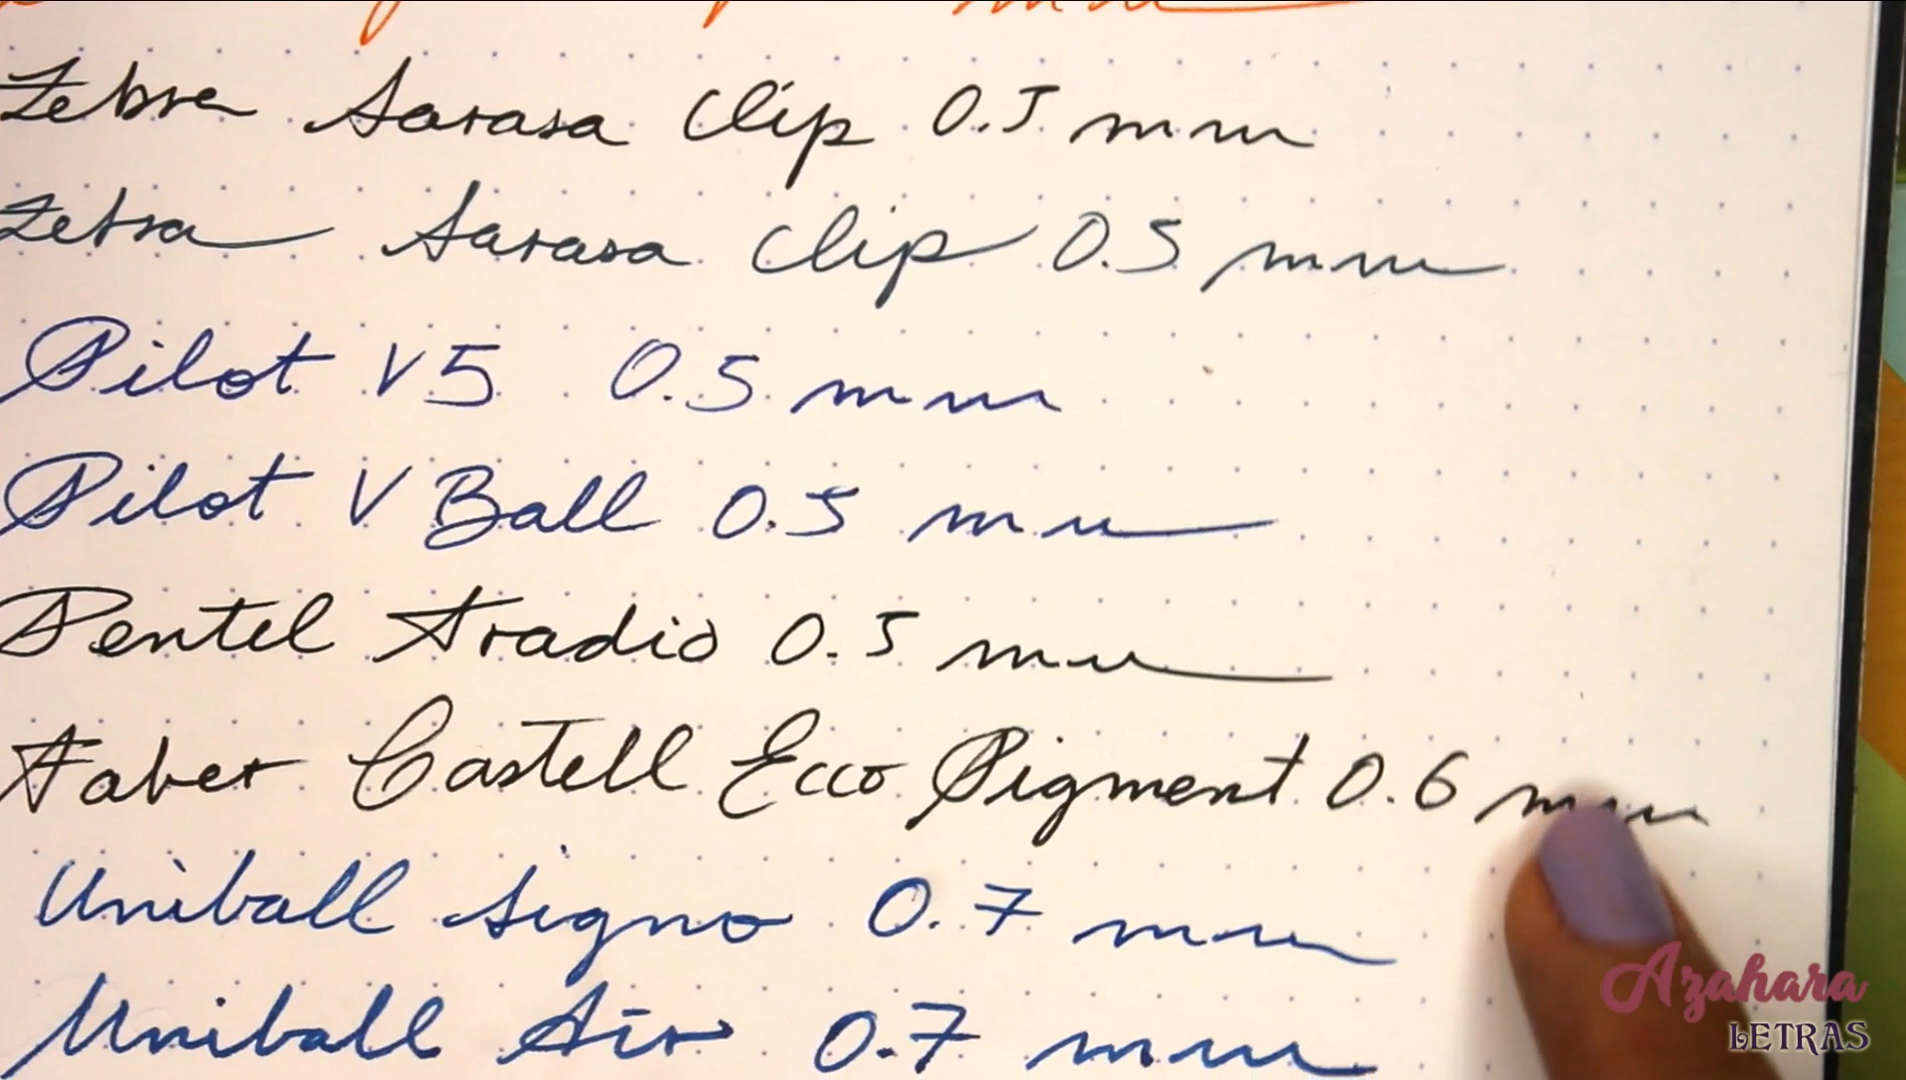 mm
Zebra Sarasa Clip 0.5 mm
Zebra Sarasa Clip 0.5 mm
Pilot V5 0.5 mm
Pilot V Ball 0.5 mm
Pentel Tradio 0.5 mm
Faber Castell Ecco Pigment 0.6 mm
Uniball Signo 0.7 mm
Uniball Air 0.7 mm
Azahara
LETRAS